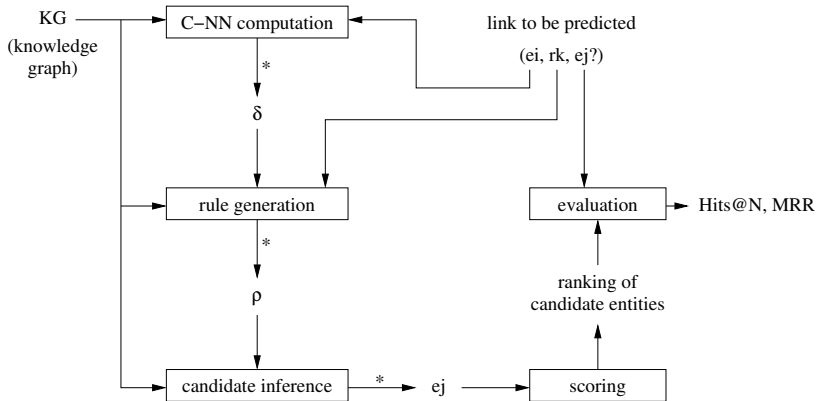 KG
(knowledge
graph)
C−NN computation
link to be predicted
(ei, rk, ej?)
*
δ
rule generation
evaluation
Hits@N, MRR
*
ρ
ranking of
candidate entities
candidate inference
*
ej
scoring